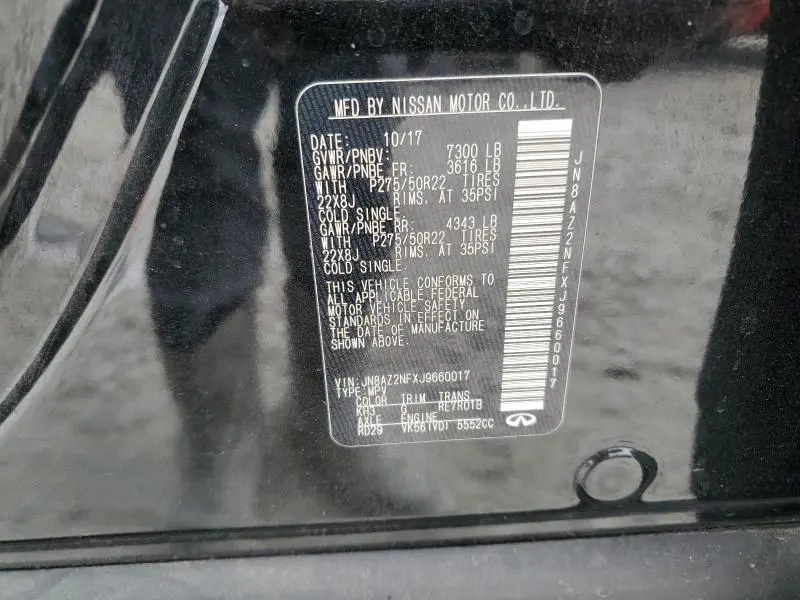 MFD BY NISSAN MOTOR CO.,LTD.
DATE: 10/17
GVWR/PNBV: 7300 LB
GAWR/PNBE FR: 3616 LB
WITH P275/50R22 TIRES
22X8J RIMS, AT 35PSI
COLD SINGLE.
GAWR/PNBE RR: 4343 LB
WITH P275/50R22 TIRES
22X8J RIMS, AT 35PSI
COLD SINGLE.
THIS VEHICLE CONFORMS TO
ALL APPLICABLE FEDERAL
MOTOR VEHICLE SAFETY
STANDARDS IN EFFECT ON
THE DATE OF MANUFACTURE
SHOWN ABOVE.
VIN:JN8AZ2NFXJ9660017
TYPE:MPV
COLOR TRIM TRANS
KH3 G RE7R01B
AXLE ENGINE
RD29 VK56(VD) 5552CC
JN8AZ2NFXJ9660017